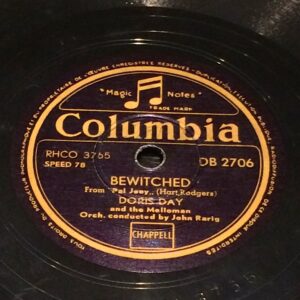 "Magic Notes"
TRADE MARK
Columbia
RHCO 3755
SPEED 78
DB 2706
BEWITCHED
From "Pal Joey" (Hart, Rodgers)
DORIS DAY
and the Mellomen
Orch. conducted by John Rarig
CHAPPELL